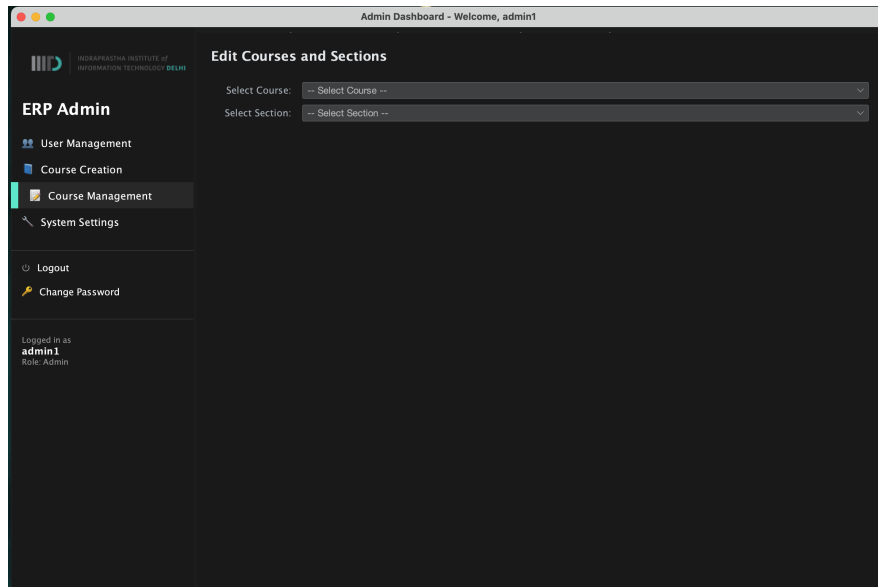 Admin Dashboard - Welcome, admin1
INDRAPRASTHA INSTITUTE of
INFORMATION TECHNOLOGY DELHI
ERP Admin
User Management
Course Creation
Course Management
System Settings
Logout
Change Password
Logged in as
admin1
Role: Admin
Edit Courses and Sections
Select Course: -- Select Course --
Select Section: -- Select Section --